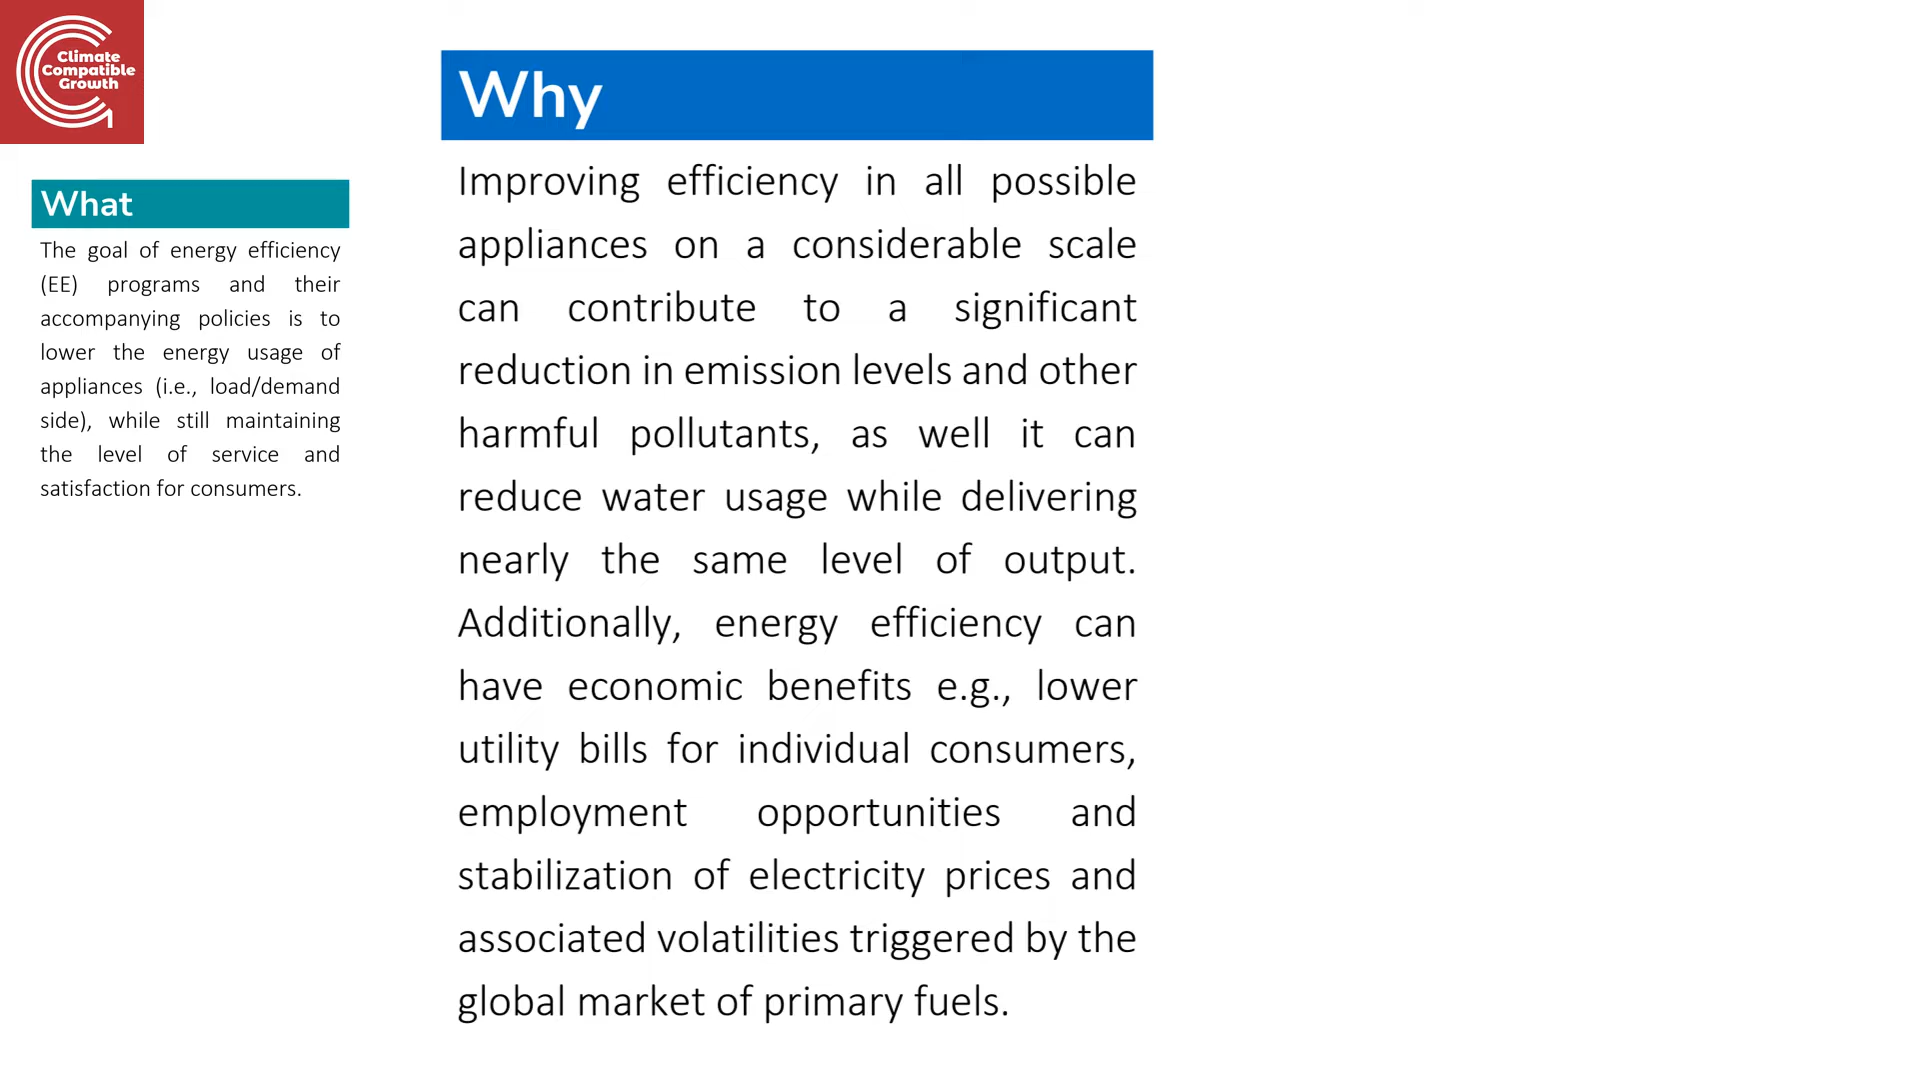 Climate
Compatible
Growth
What
The goal of energy efficiency
(EE) programs and their
accompanying policies is to
lower the energy usage of
appliances (i.e., load/demand
side), while still maintaining
the level of service and
satisfaction for consumers.
Why
Improving efficiency in all possible
appliances on a considerable scale
can contribute to a significant
reduction in emission levels and other
harmful pollutants, as well it can
reduce water usage while delivering
nearly the same level of output.
Additionally, energy efficiency can
have economic benefits e.g., lower
utility bills for individual consumers,
employment opportunities and
stabilization of electricity prices and
associated volatilities triggered by the
global market of primary fuels.